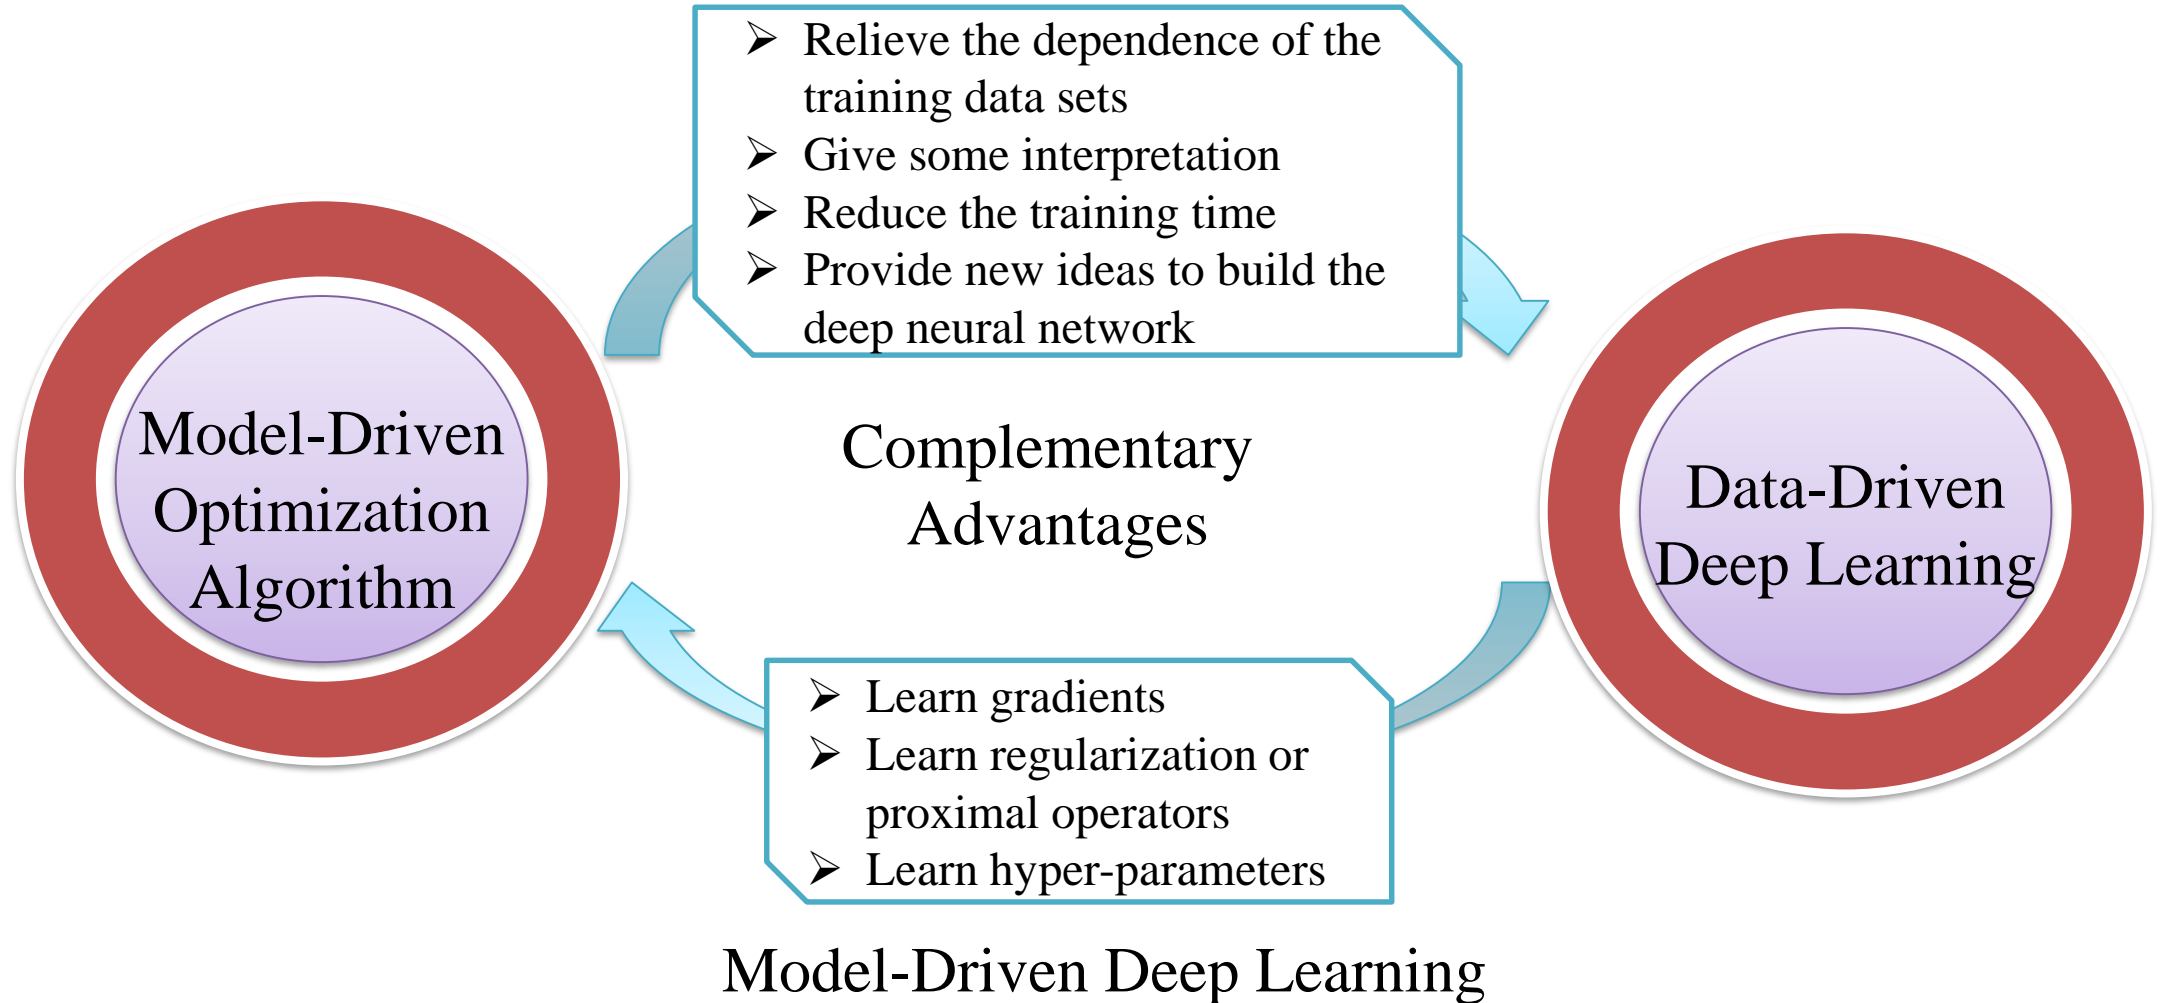 ➢ Relieve the dependence of the
training data sets
➢ Give some interpretation
➢ Reduce the training time
➢ Provide new ideas to build the
deep neural network
Model-Driven
Optimization
Algorithm
Complementary
Advantages
Data-Driven
Deep Learning
➢ Learn gradients
➢ Learn regularization or
proximal operators
➢ Learn hyper-parameters
Model-Driven Deep Learning